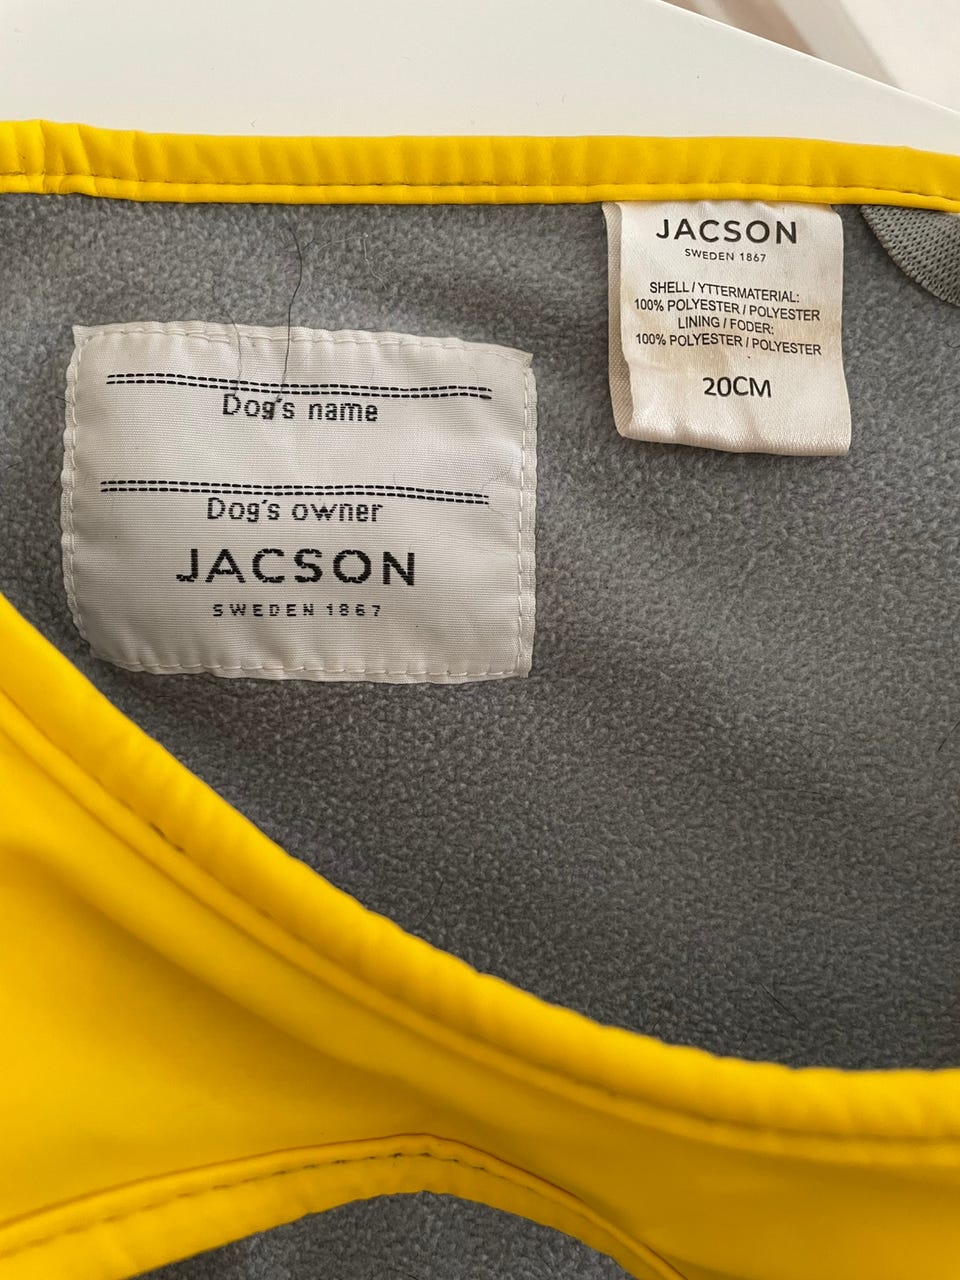 JACSON
SWEDEN 1867
SHELL / YTTERMATERIAL:
100% POLYESTER / POLYESTER
LINING / FODER:
100% POLYESTER / POLYESTER
20CM
Dog's name
Dog's owner
JACSON
SWEDEN 1867